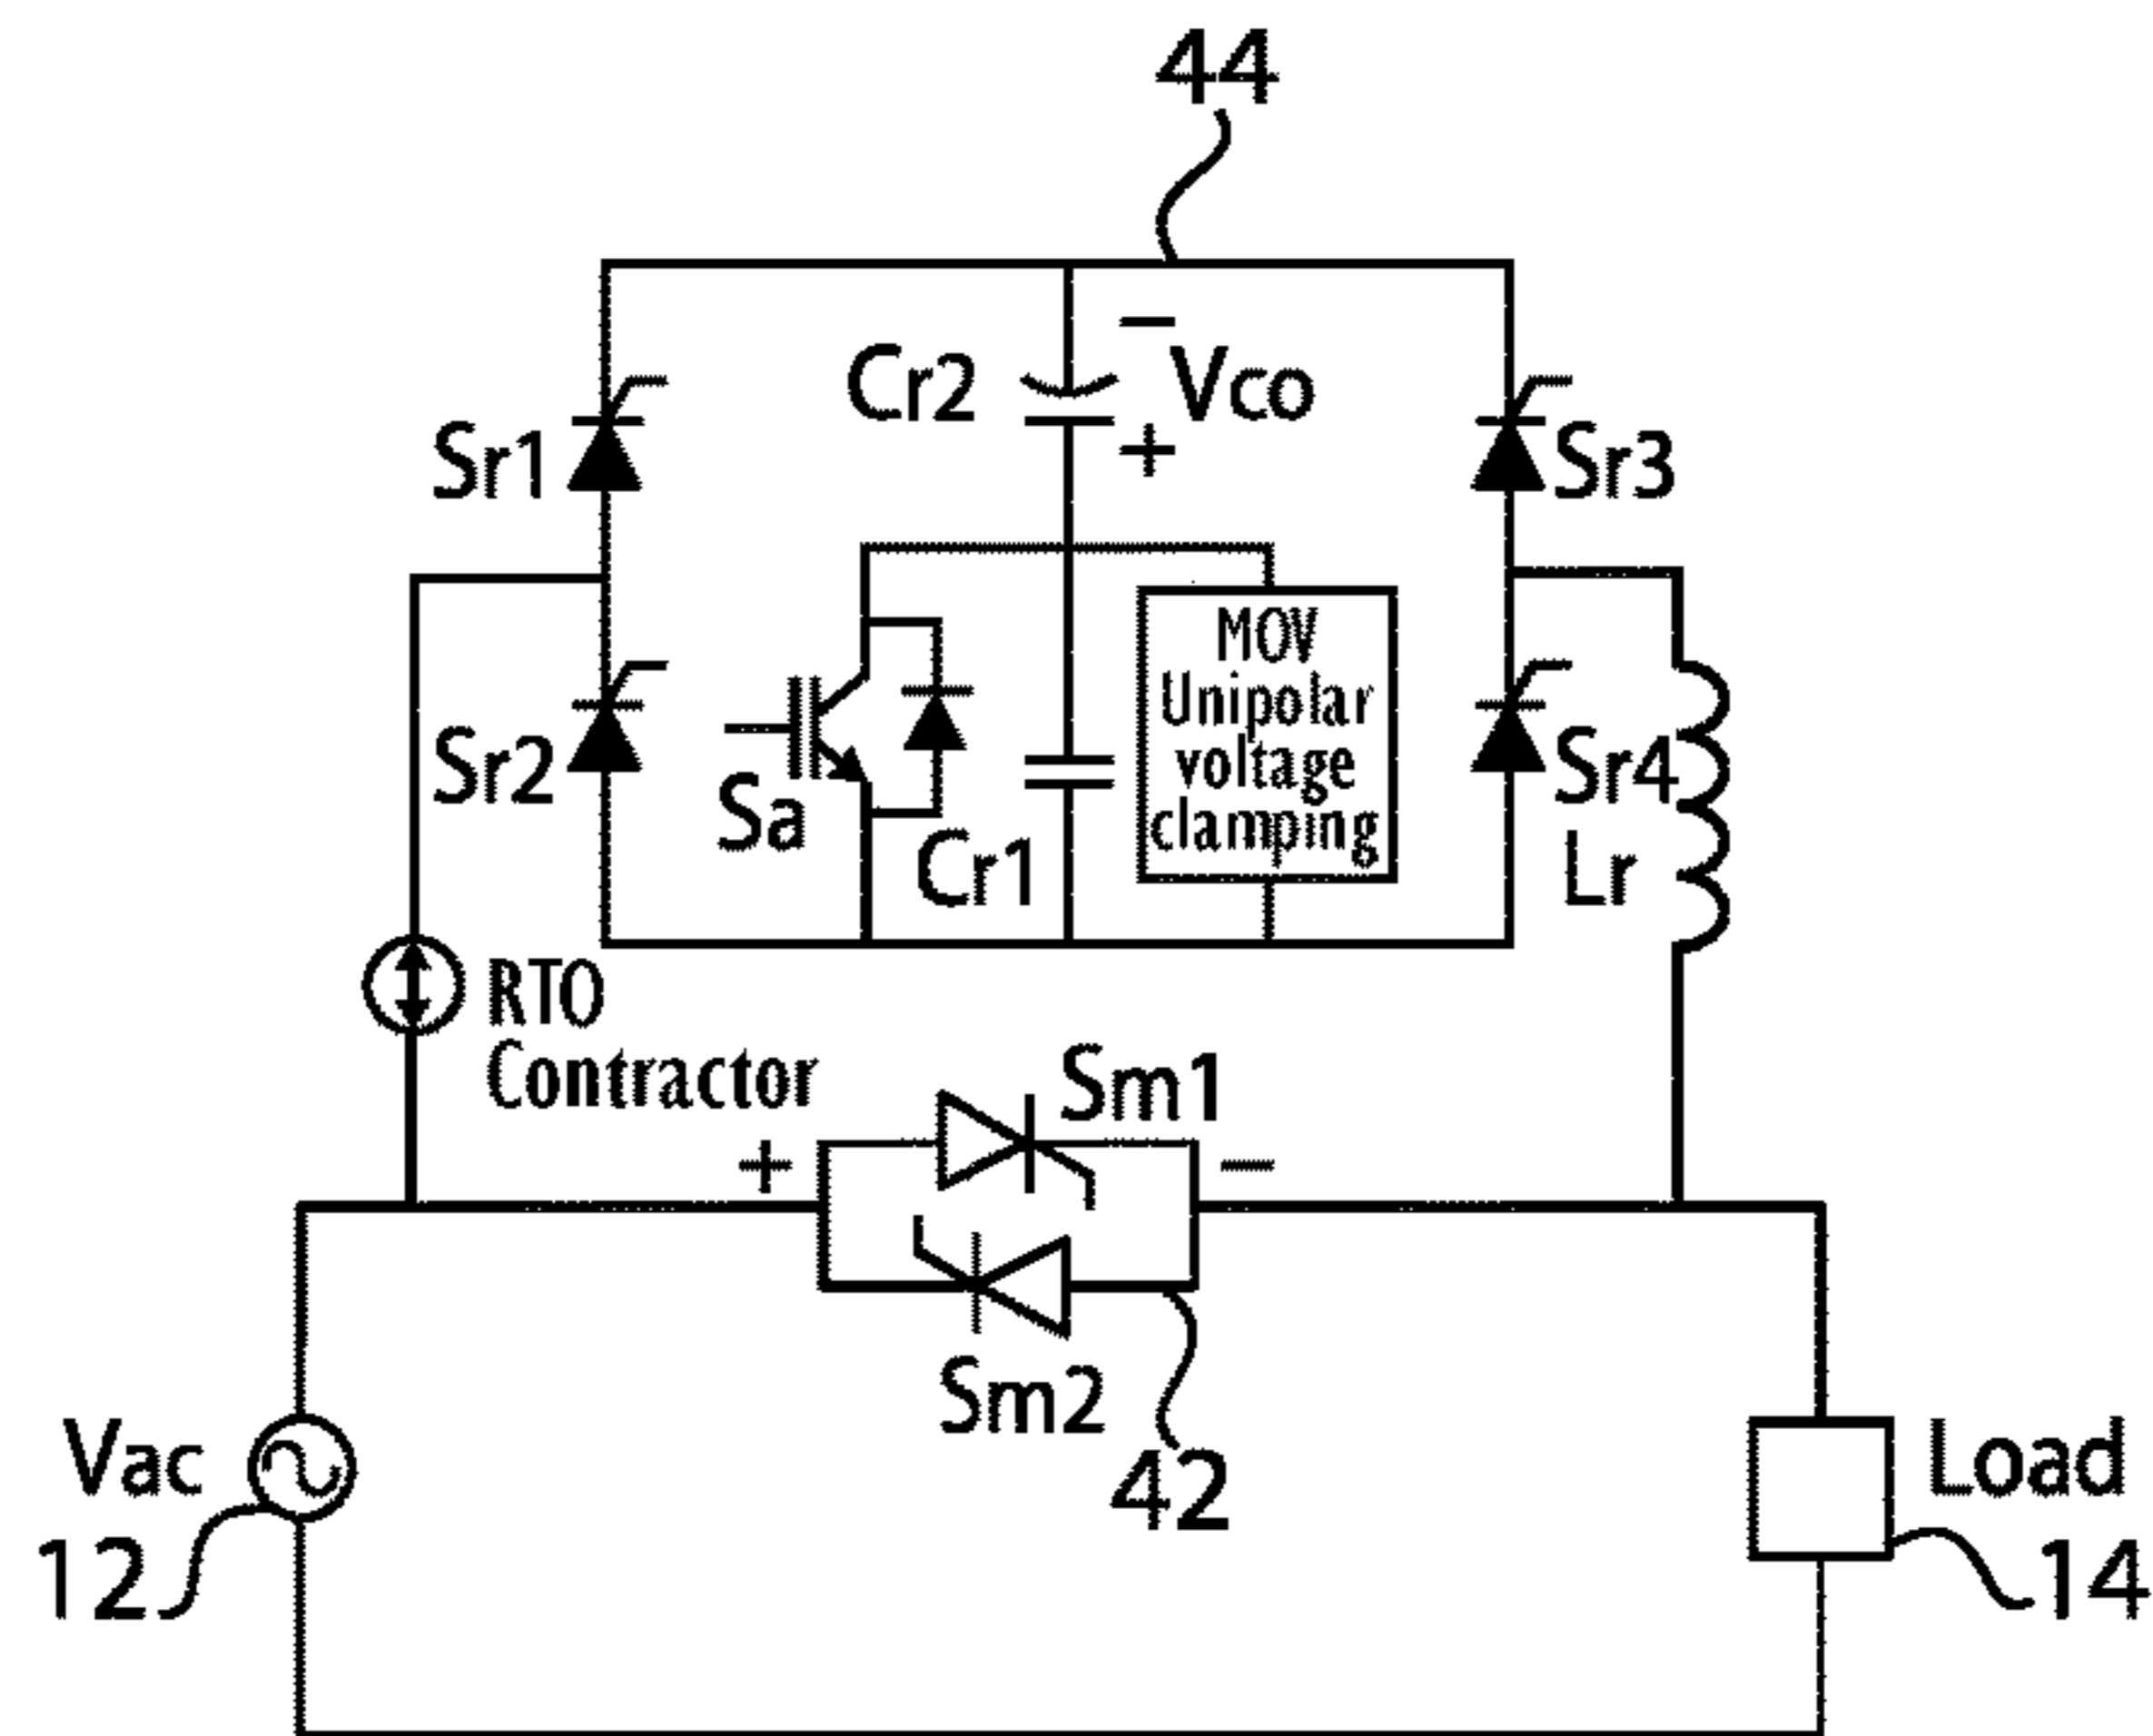 44
Cr2
−
Vco
+
Sr1
Sr3
MOV
Unipolar
voltage
clamping
Sr2
Sa
Cr1
Sr4
Lr
RTO
Contractor
Sm1
+
−
Sm2
42
Vac
12
Load
14